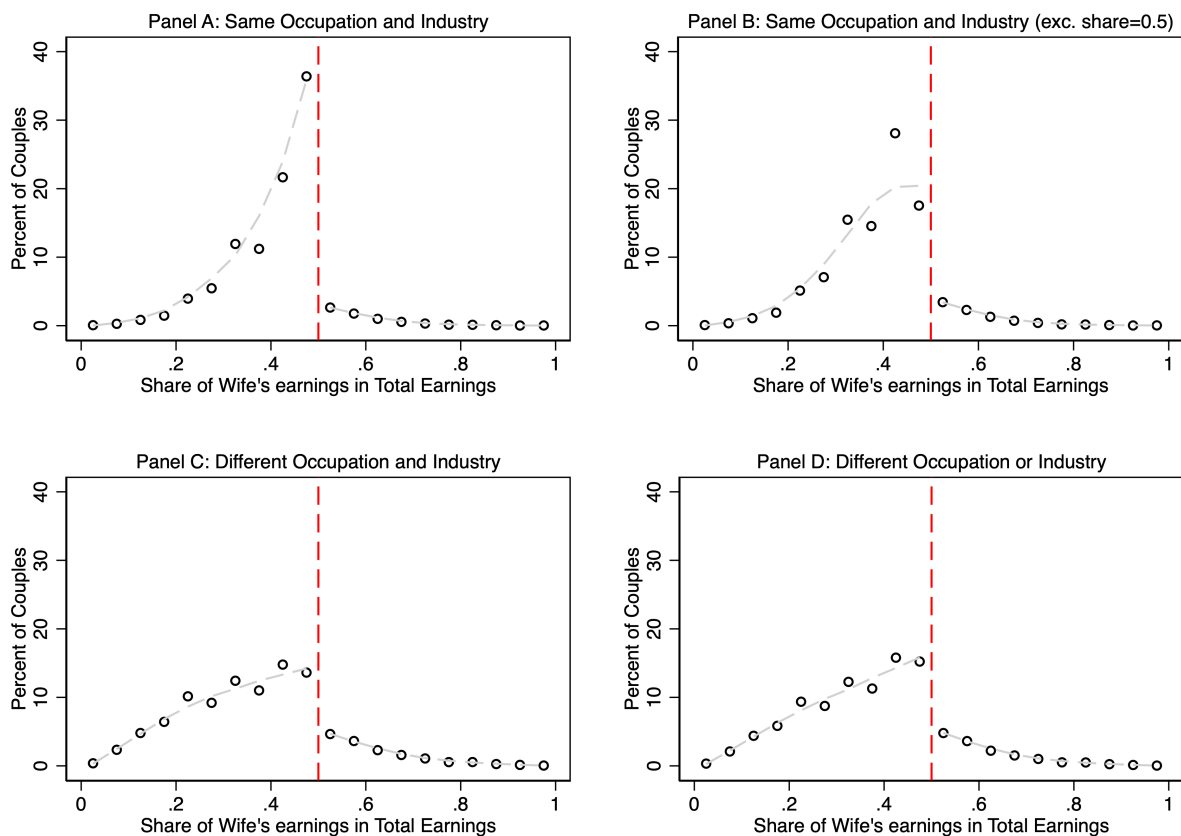 Panel A: Same Occupation and Industry
Percent of Couples
40
30
20
10
0
0 .2 .4 .6 .8 1
Share of Wife's earnings in Total Earnings
Panel B: Same Occupation and Industry (exc. share=0.5)
Percent of Couples
40
30
20
10
0
0 .2 .4 .6 .8 1
Share of Wife's earnings in Total Earnings
Panel C: Different Occupation and Industry
Percent of Couples
40
30
20
10
0
0 .2 .4 .6 .8 1
Share of Wife's earnings in Total Earnings
Panel D: Different Occupation or Industry
Percent of Couples
40
30
20
10
0
0 .2 .4 .6 .8 1
Share of Wife's earnings in Total Earnings